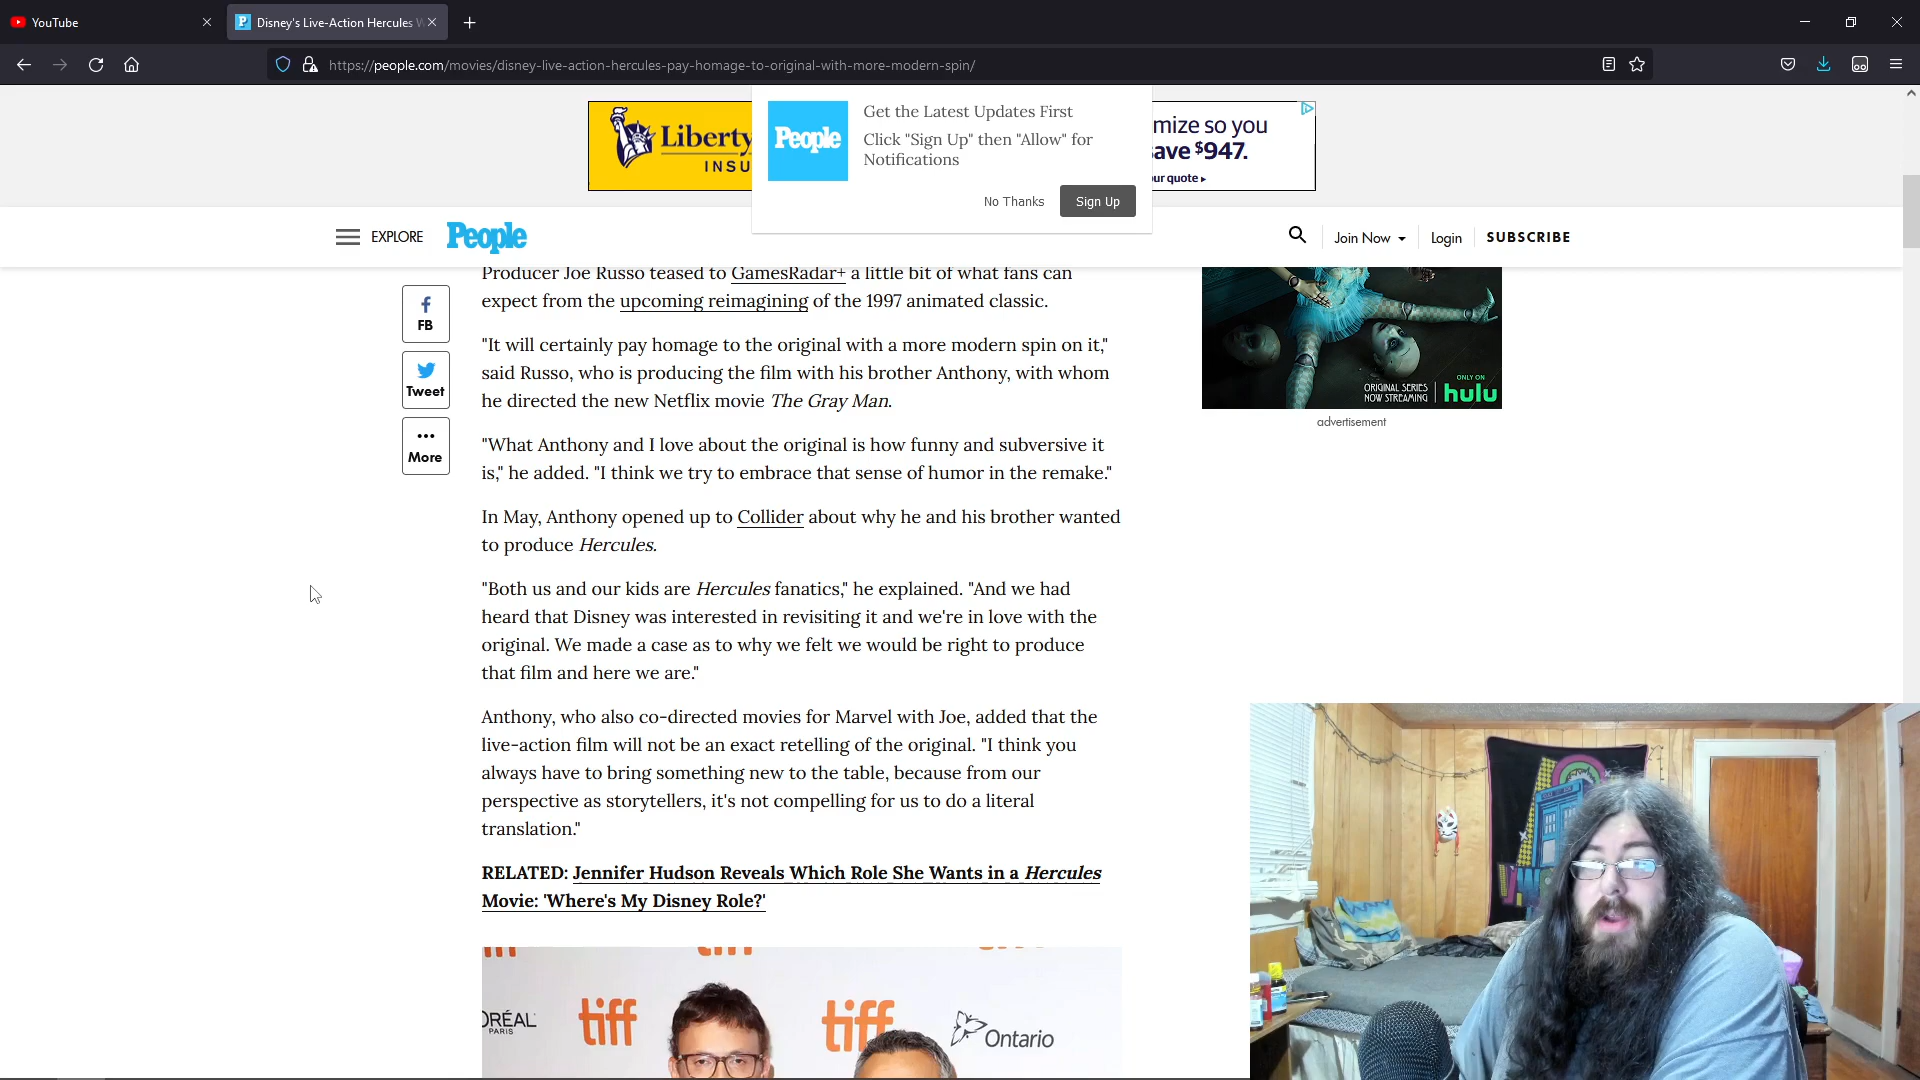 YouTube
Disney's Live-Action Hercules W
https://people.com/movies/disney-live-action-hercules-pay-homage-to-original-with-more-modern-spin/
Liberty
INSU
People
Get the Latest Updates First
Click "Sign Up" then "Allow" for
Notifications
No Thanks
Sign Up
mize so you
ave $947.
our quote ▸
EXPLORE
People
Join Now
Login
SUBSCRIBE
FB
Tweet
More
Producer Joe Russo teased to GamesRadar+ a little bit of what fans can
expect from the upcoming reimagining of the 1997 animated classic.
"It will certainly pay homage to the original with a more modern spin on it,"
said Russo, who is producing the film with his brother Anthony, with whom
he directed the new Netflix movie The Gray Man.
"What Anthony and I love about the original is how funny and subversive it
is," he added. "I think we try to embrace that sense of humor in the remake."
In May, Anthony opened up to Collider about why he and his brother wanted
to produce Hercules.
"Both us and our kids are Hercules fanatics," he explained. "And we had
heard that Disney was interested in revisiting it and we're in love with the
original. We made a case as to why we felt we would be right to produce
that film and here we are."
Anthony, who also co-directed movies for Marvel with Joe, added that the
live-action film will not be an exact retelling of the original. "I think you
always have to bring something new to the table, because from our
perspective as storytellers, it's not compelling for us to do a literal
translation."
RELATED: Jennifer Hudson Reveals Which Role She Wants in a Hercules
Movie: 'Where's My Disney Role?'
ORÉAL
PARIS
tiff
tiff
Ontario
ORIGINAL SERIES
NOW STREAMING
ONLY ON
hulu
advertisement